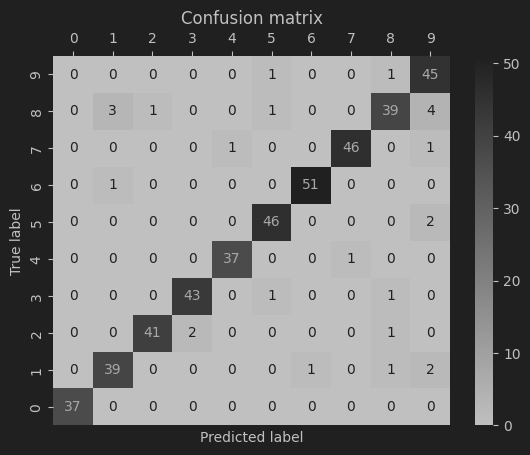 Confusion matrix
0 1 2 3 4 5 6 7 8 9
9 0 0 0 0 0 1 0 0 1 45
8 0 3 1 0 0 1 0 0 39 4
7 0 0 0 0 1 0 0 46 0 1
6 0 1 0 0 0 0 51 0 0 0
5 0 0 0 0 0 46 0 0 0 2
4 0 0 0 0 37 0 0 1 0 0
3 0 0 0 43 0 1 0 0 1 0
2 0 0 41 2 0 0 0 0 1 0
1 0 39 0 0 0 0 1 0 1 2
0 37 0 0 0 0 0 0 0 0 0
True label
Predicted label
50
40
30
20
10
0